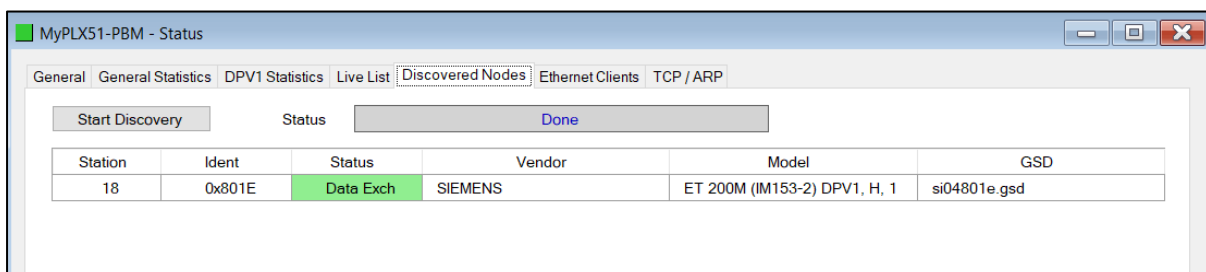 MyPLX51-PBM - Status
General General Statistics DPV1 Statistics Live List Discovered Nodes Ethernet Clients TCP / ARP
Start Discovery Status Done
Station Ident Status Vendor Model GSD
18 0x801E Data Exch SIEMENS ET 200M (IM153-2) DPV1, H, 1 si04801e.gsd